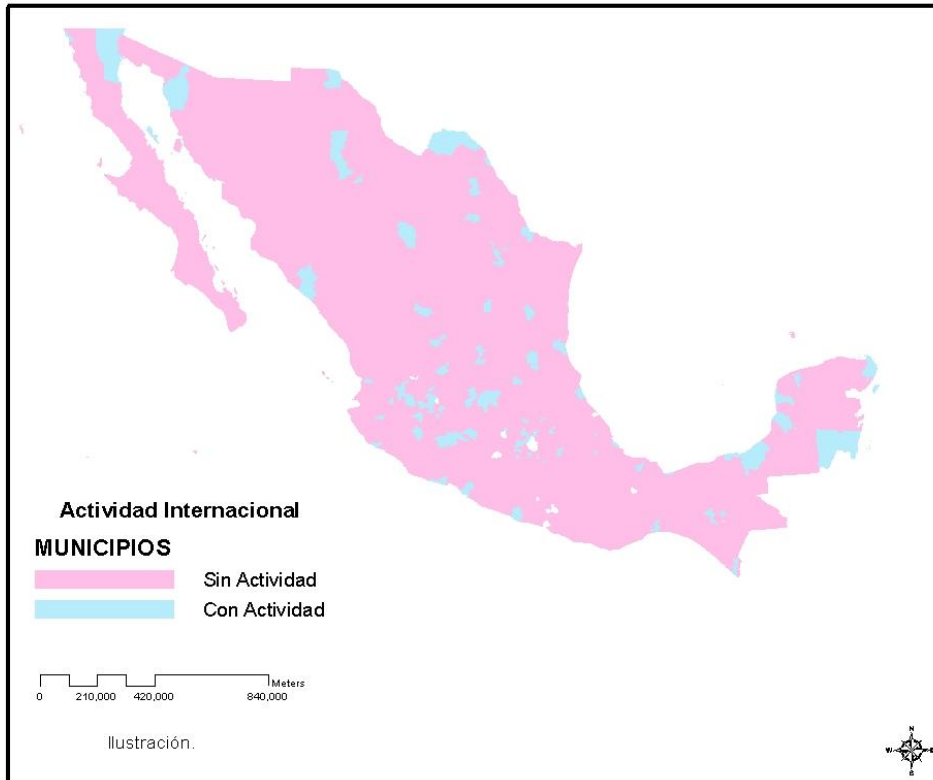 Actividad Internacional
MUNICIPIOS
Sin Actividad
Con Actividad
Meters
0 210,000 420,000 840,000
Ilustración.
N
W E
S